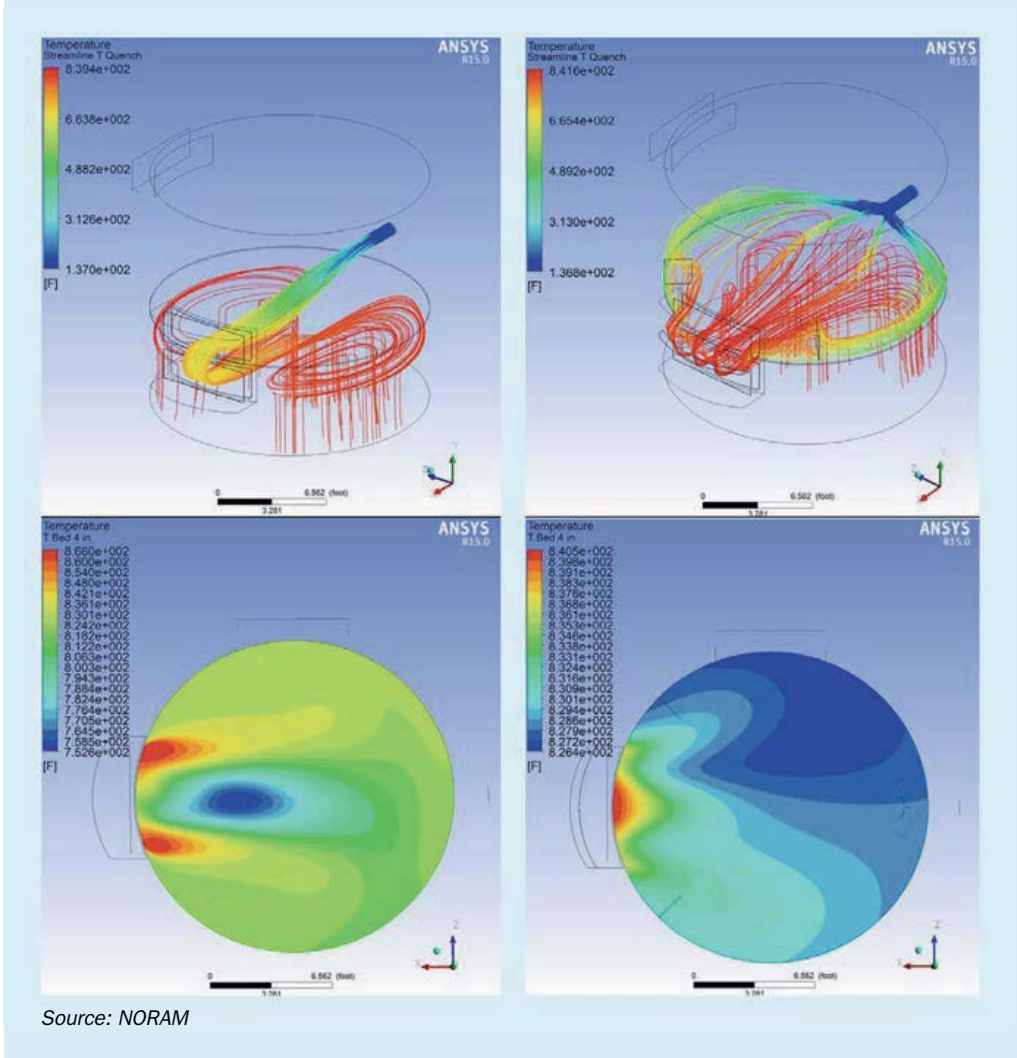 Temperature
Streamline T Quench
8.394e+002
6.638e+002
4.882e+002
3.126e+002
1.370e+002
[F]
ANSYS
R15.0
0
6.562 (foot)
3.281
Temperature
Streamline T Quench
8.416e+002
6.654e+002
4.892e+002
3.130e+002
1.368e+002
[F]
ANSYS
R15.0
Y
Z
0
6.562 (foot)
3.281
Temperature
T Bed 4 in
8.660e+002
8.600e+002
8.540e+002
8.480e+002
8.421e+002
8.361e+002
8.301e+002
8.242e+002
8.182e+002
8.122e+002
8.063e+002
8.003e+002
7.943e+002
7.884e+002
7.824e+002
7.764e+002
7.705e+002
7.645e+002
7.585e+002
7.526e+002
[F]
ANSYS
R15.0
Z
X
0
6.562 (foot)
3.281
Temperature
T Bed 4 in
8.405e+002
8.398e+002
8.391e+002
8.383e+002
8.376e+002
8.368e+002
8.361e+002
8.353e+002
8.346e+002
8.338e+002
8.331e+002
8.324e+002
8.316e+002
8.309e+002
8.301e+002
8.294e+002
8.286e+002
8.279e+002
8.272e+002
8.264e+002
[F]
ANSYS
R15.0
Z
X
0
6.562 (foot)
3.281
Source: NORAM